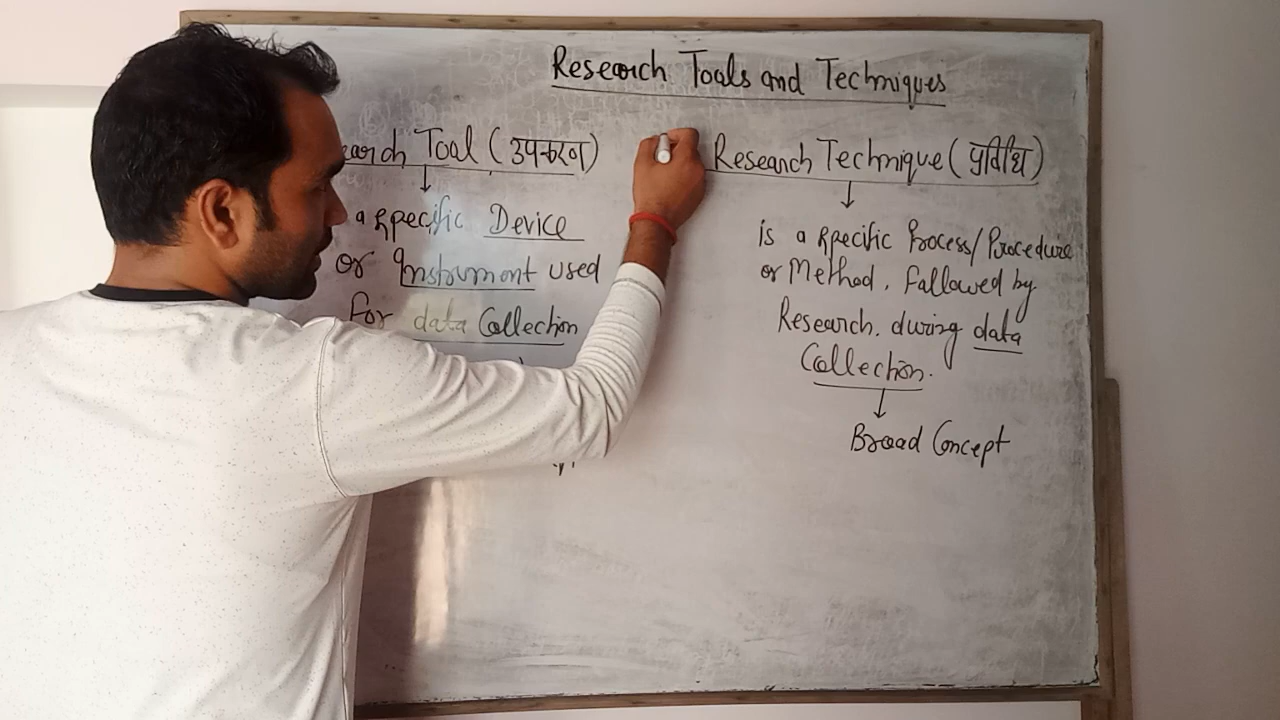 Research Tools and Techniques
earch Tool (उपकरण)
a specific Device
or Instrument used
For data Collection
Research Technique (प्रविधि)
is a specific Process/Procedure
or Method, Followed by
Research. during data
Collection.
Broad Concept